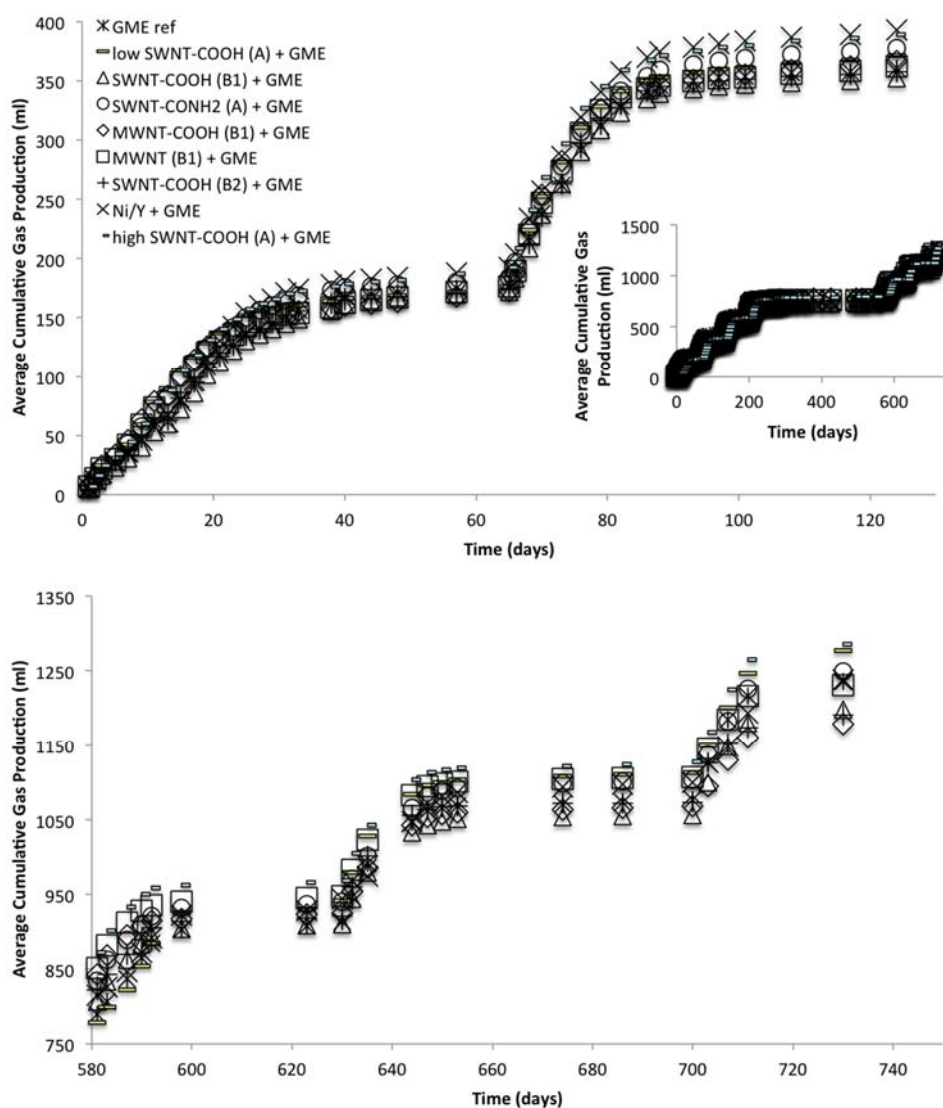 Average Cumulative Gas Production (ml)
400
350
300
250
200
150
100
50
0
GME ref
low SWNT-COOH (A) + GME
SWNT-COOH (B1) + GME
SWNT-CONH2 (A) + GME
MWNT-COOH (B1) + GME
MWNT (B1) + GME
SWNT-COOH (B2) + GME
Ni/Y + GME
high SWNT-COOH (A) + GME
Average Cumulative Gas
Production (ml)
1500
1000
500
0
0 200 400 600
Time (days)
0 20 40 60 80 100 120
Time (days)
Average Cumulative Gas Production (ml)
1350
1250
1150
1050
950
850
750
580 600 620 640 660 680 700 720 740
Time (days)